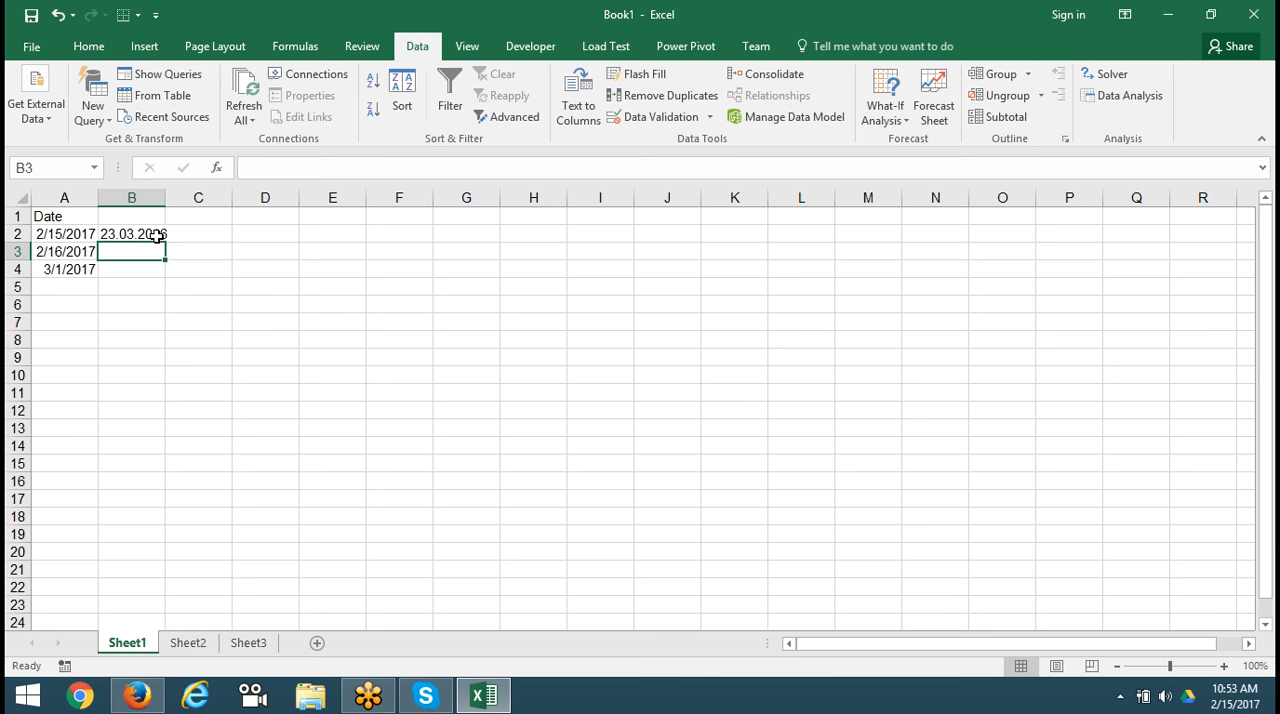 Book1 - Excel
Sign in
File Home Insert Page Layout Formulas Review Data View Developer Load Test Power Pivot Team Tell me what you want to do Share
Get External Data
New Query
Show Queries
From Table
Recent Sources
Get & Transform
Refresh All
Connections
Properties
Edit Links
Connections
Sort
Filter
Clear
Reapply
Advanced
Sort & Filter
Text to Columns
Flash Fill
Remove Duplicates
Data Validation
Consolidate
Relationships
Manage Data Model
Data Tools
What-If Analysis
Forecast Sheet
Forecast
Group
Ungroup
Subtotal
Outline
Solver
Data Analysis
Analysis
B3
fx
A B C D E F G H I J K L M N O P Q R
1 Date
2 2/15/2017 23.03.2016
3 2/16/2017
4 3/1/2017
5
6
7
8
9
10
11
12
13
14
15
16
17
18
19
20
21
22
23
24
Sheet1 Sheet2 Sheet3
Ready
100%
10:53 AM
2/15/2017